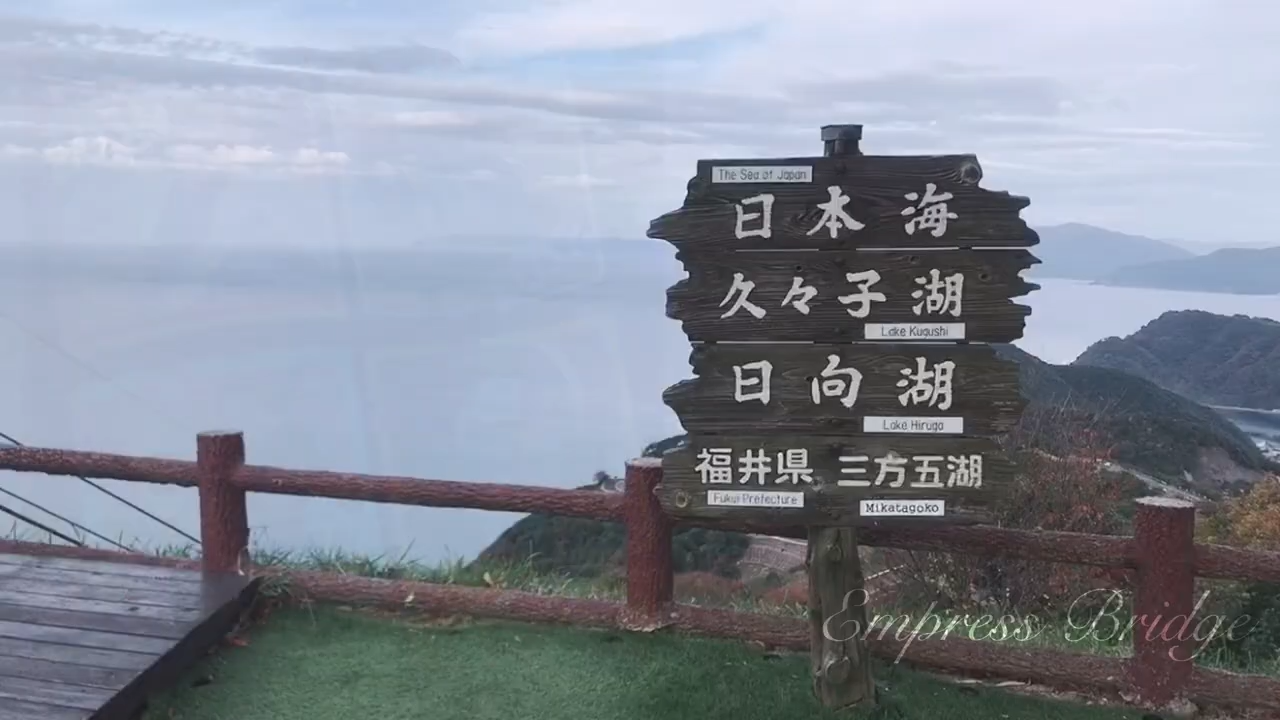 The Sea of Japan
日本海
久々子湖
Lake Kugushi
日向湖
Lake Hiruga
福井県 三方五湖
Fukui Prefecture Mikatagoko
Empress Bridge